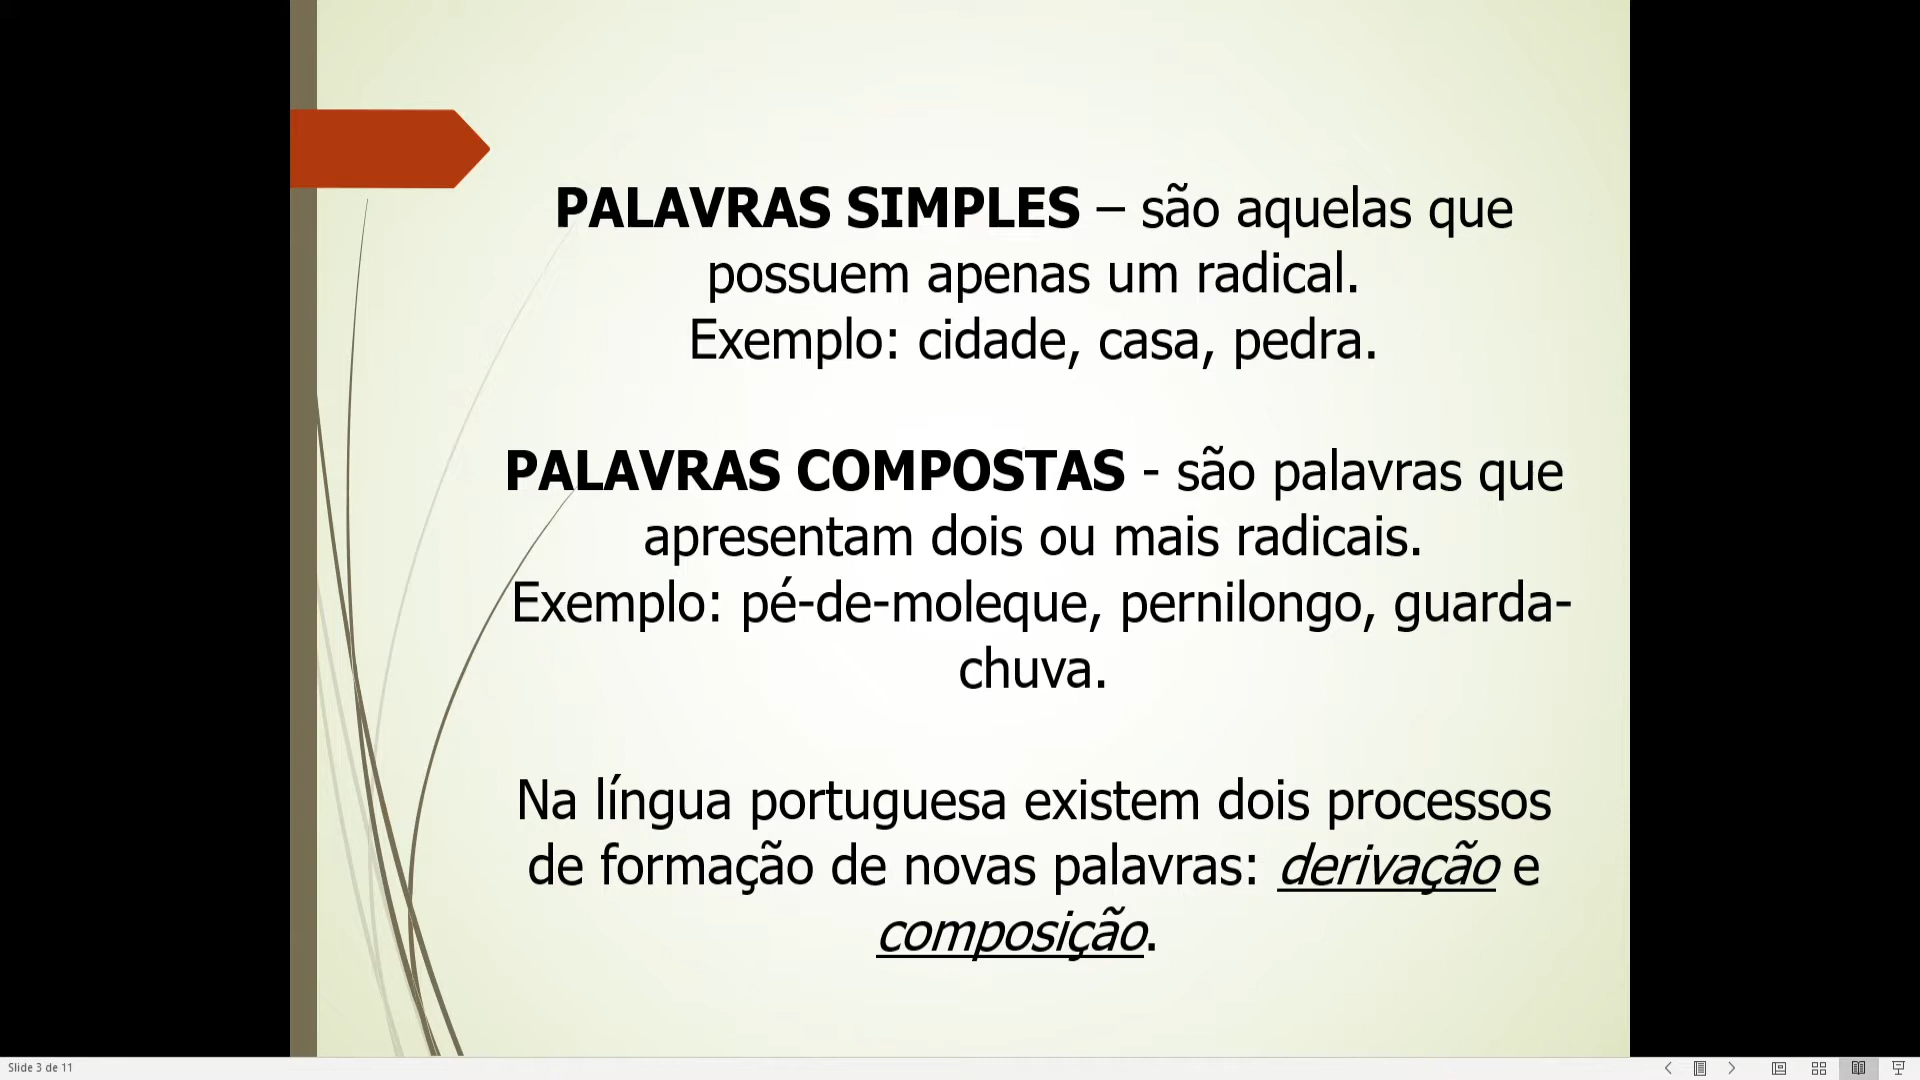 PALAVRAS SIMPLES – são aquelas que
possuem apenas um radical.
Exemplo: cidade, casa, pedra.
PALAVRAS COMPOSTAS - são palavras que
apresentam dois ou mais radicais.
Exemplo: pé-de-moleque, pernilongo, guarda-
chuva.
Na língua portuguesa existem dois processos
de formação de novas palavras: derivação e
composição.
Slide 3 de 11